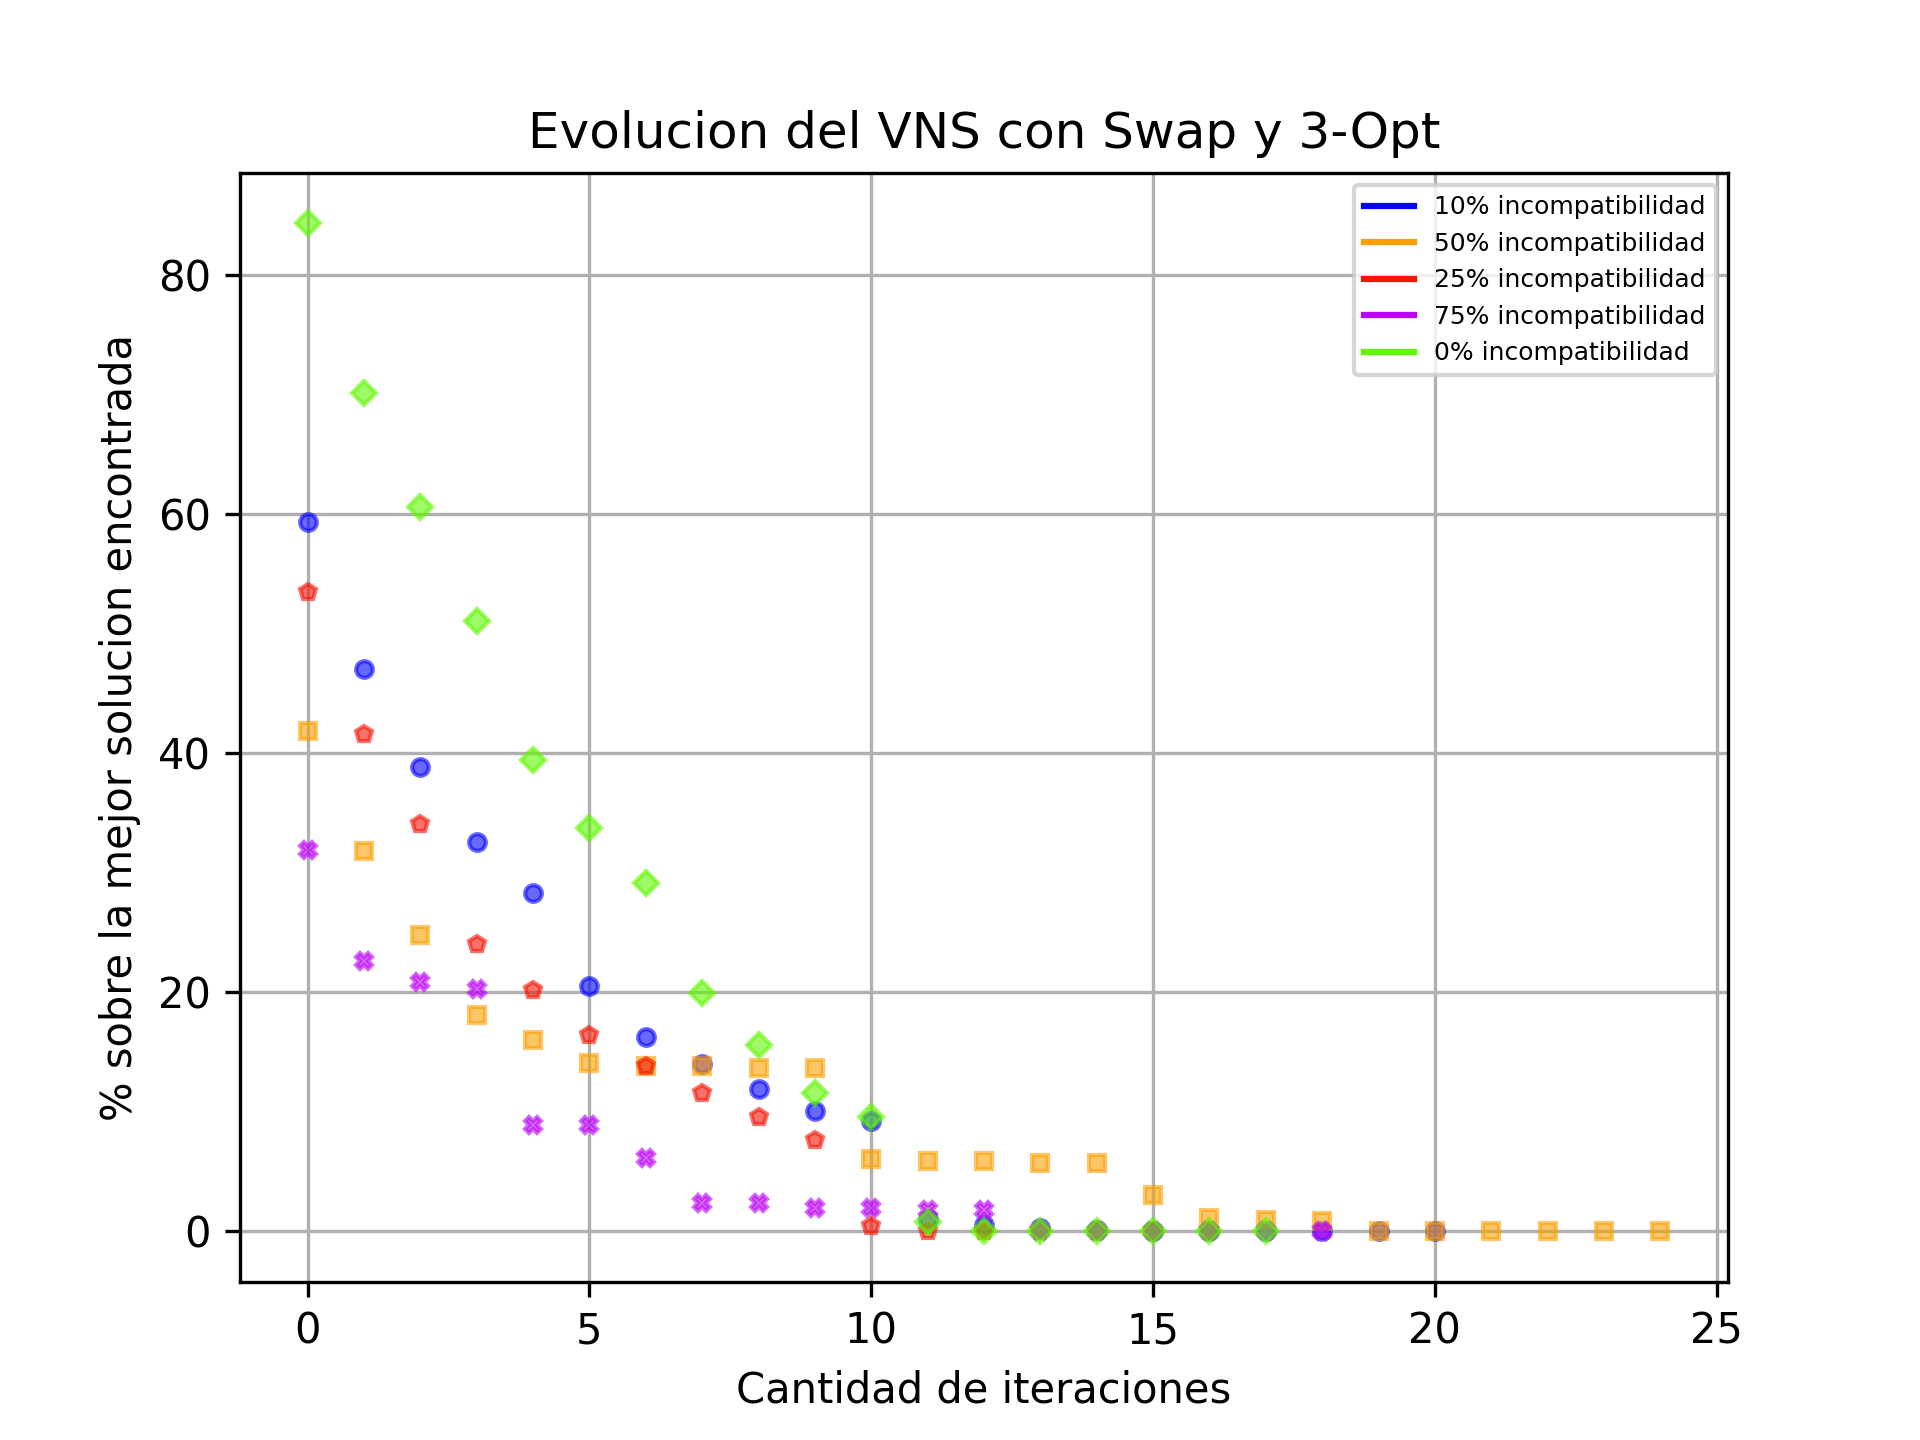 Evolucion del VNS con Swap y 3-Opt
10% incompatibilidad
50% incompatibilidad
25% incompatibilidad
75% incompatibilidad
0% incompatibilidad
% sobre la mejor solucion encontrada
80
60
40
20
0
0 5 10 15 20 25
Cantidad de iteraciones